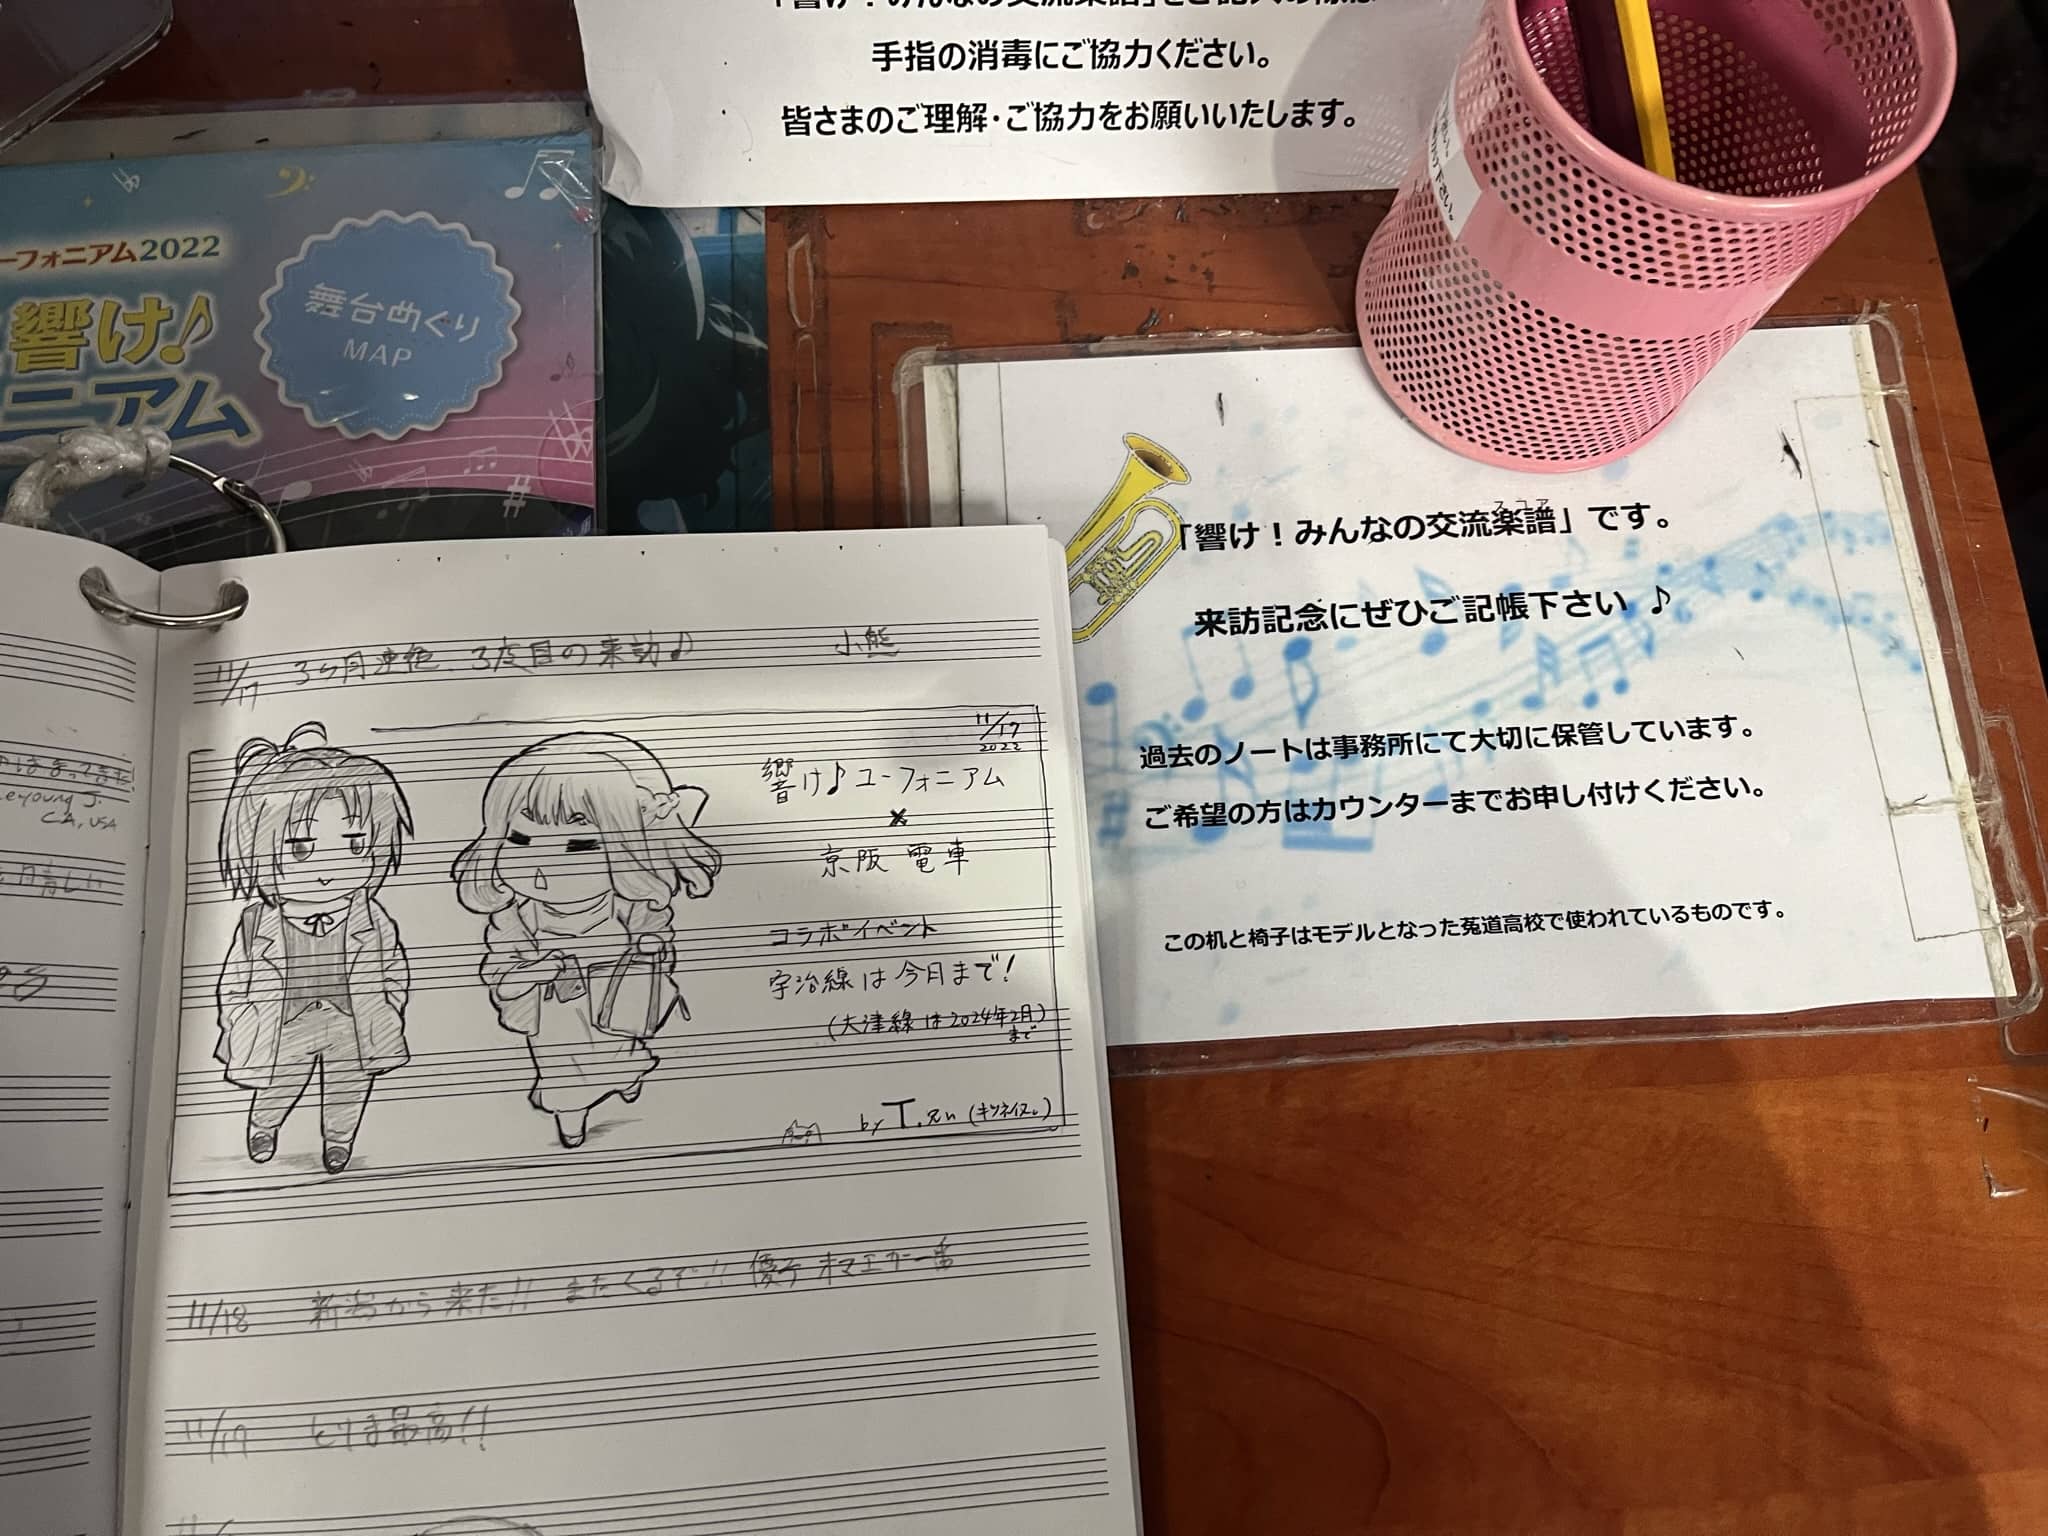 手指の消毒にご協力ください。
皆さまのご理解・ご協力をお願いいたします。
ーフォニアム2022
響け!
ニアム
舞台めぐり
MAP
スコア
「響け！みんなの交流楽譜」です。
来訪記念にぜひご記帳下さい ♪
過去のノートは事務所にて大切に保管しています。
ご希望の方はカウンターまでお申し付けください。
この机と椅子はモデルとなった莵道高校で使われているものです。
CA, USA
11/17 3ヶ月連続、3度目の来訪♪ 小熊
11/17
2022
響け♪ユーフォニアム
×
京阪電車
コラボイベント
宇治線は今月まで!
(大津線は2024年2月)
まで
by T.
11/18 新潟から来た!! またくるぞ!! 優子オマエガ一番
11/17 とりま最高!!